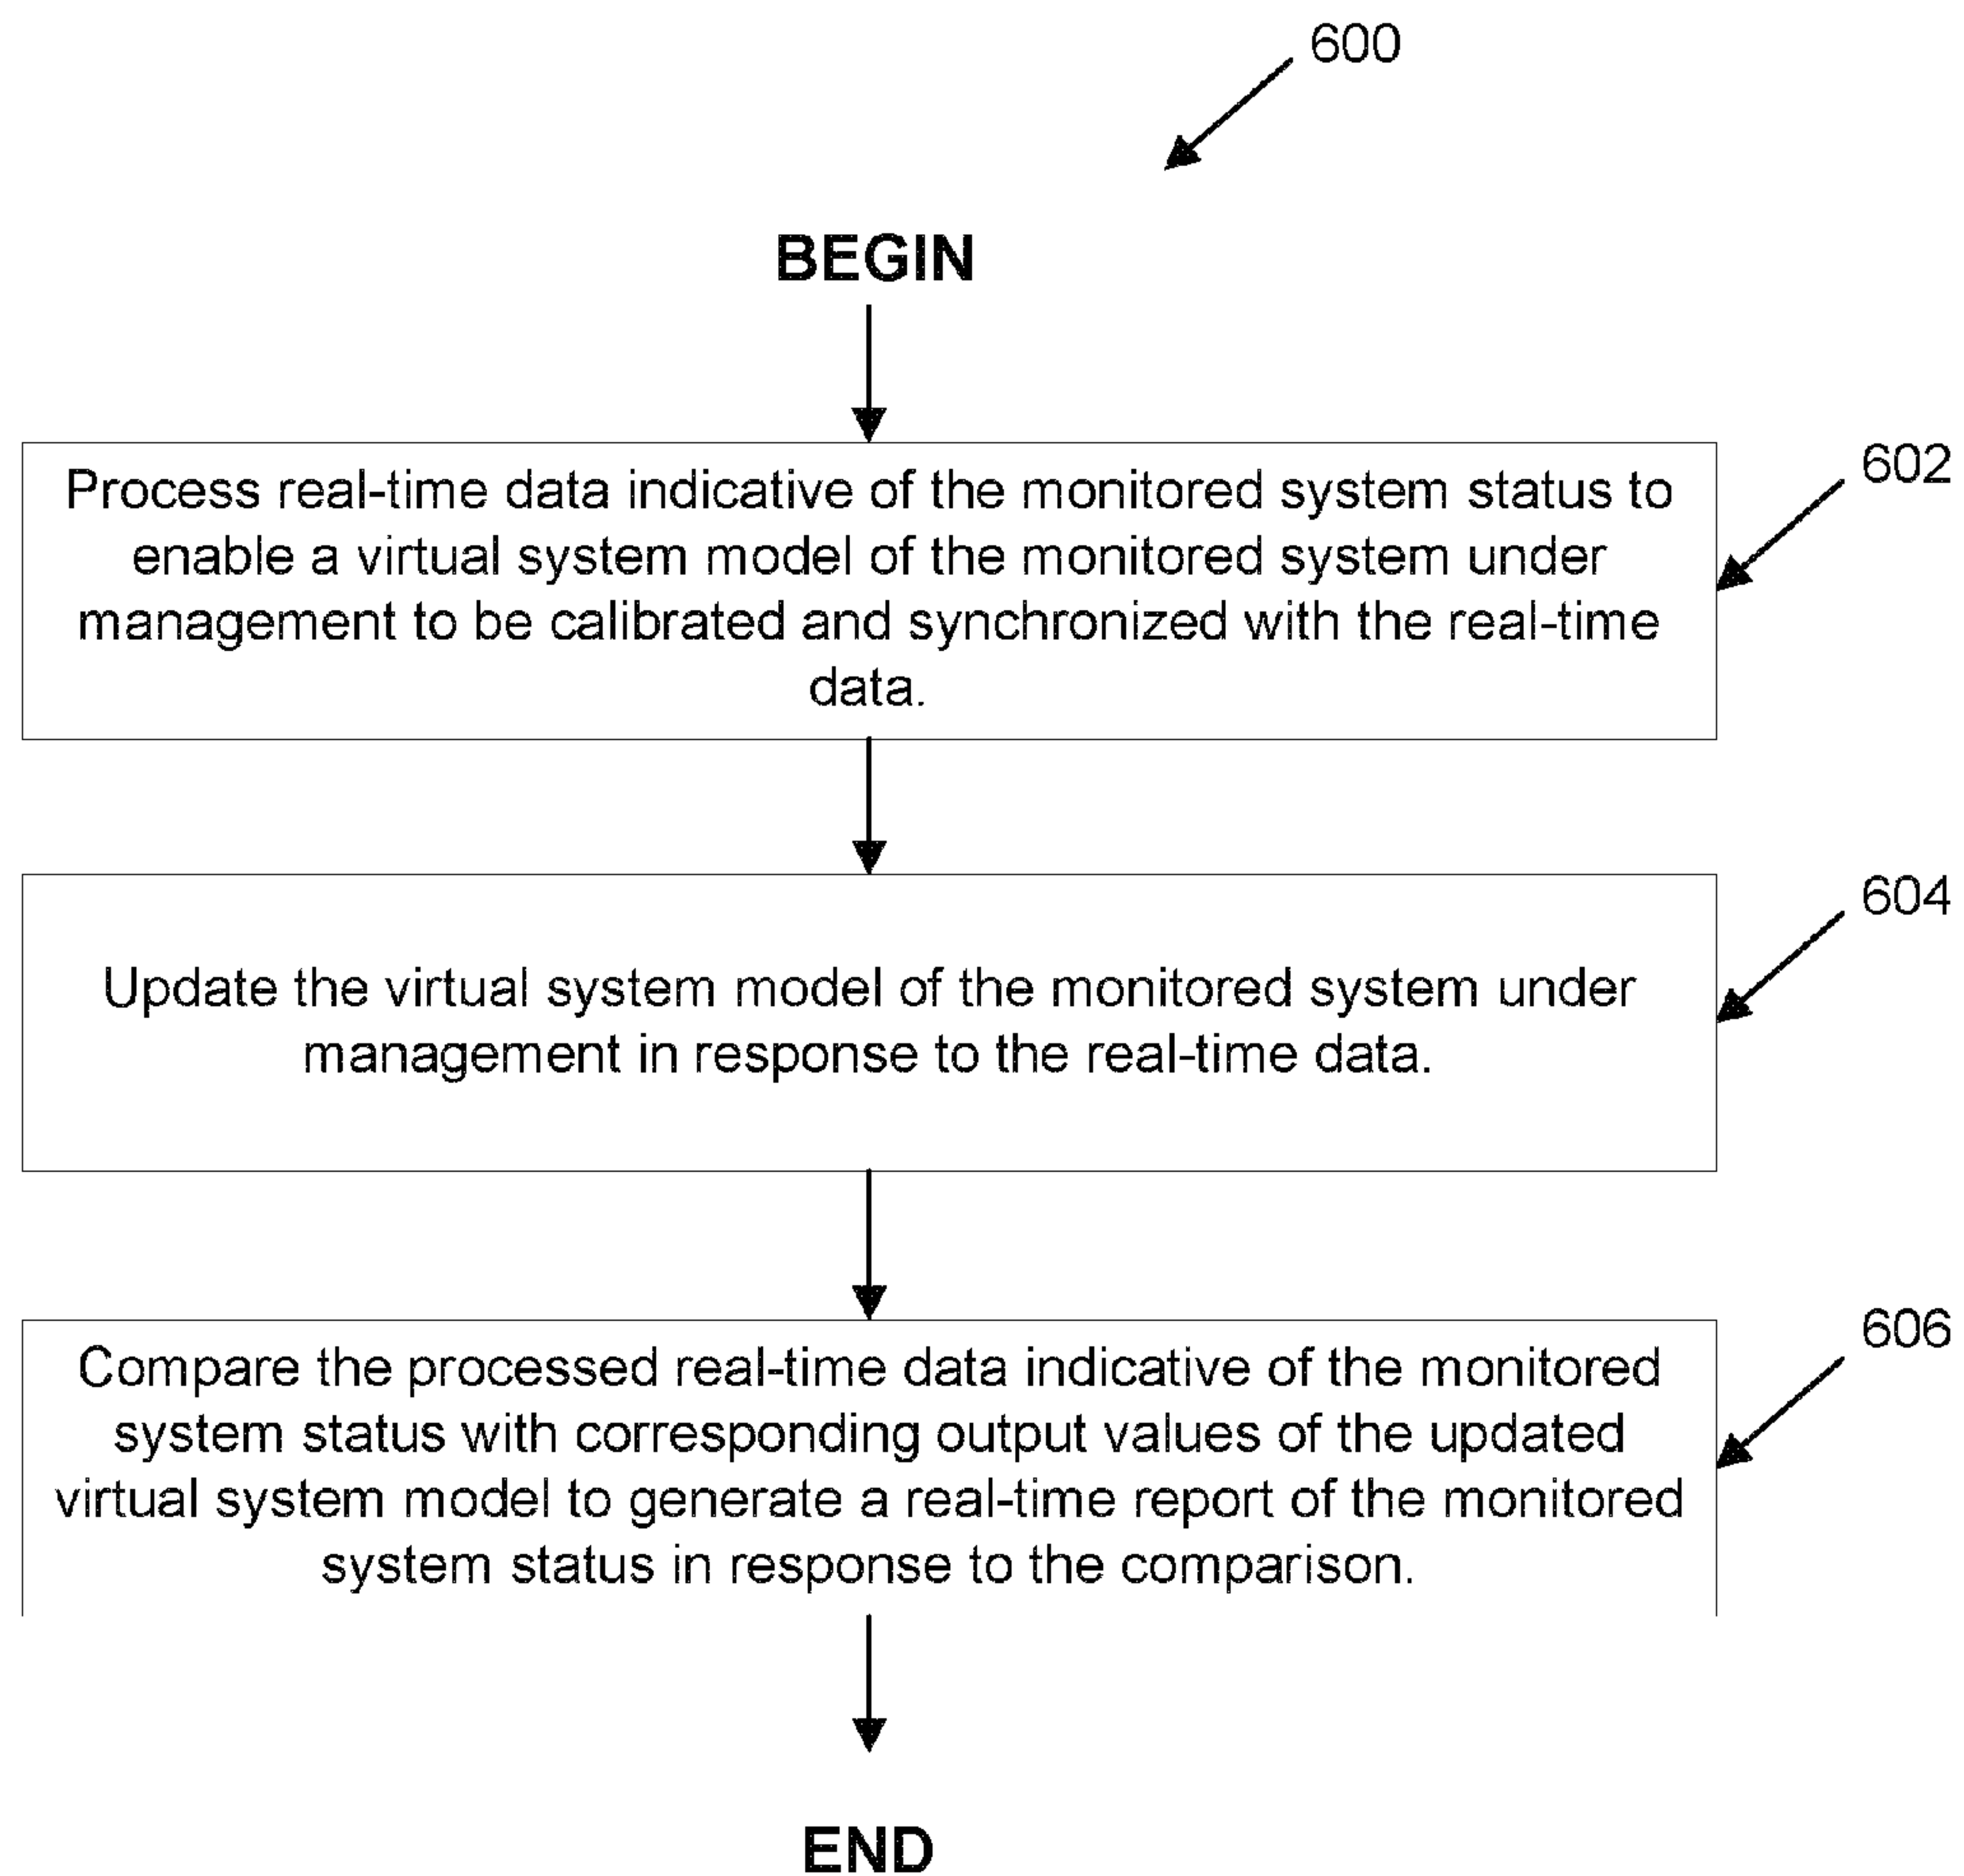 600
BEGIN
602
Process real-time data indicative of the monitored system status to
enable a virtual system model of the monitored system under
management to be calibrated and synchronized with the real-time
data.
604
Update the virtual system model of the monitored system under
management in response to the real-time data.
606
Compare the processed real-time data indicative of the monitored
system status with corresponding output values of the updated
virtual system model to generate a real-time report of the monitored
system status in response to the comparison.
END